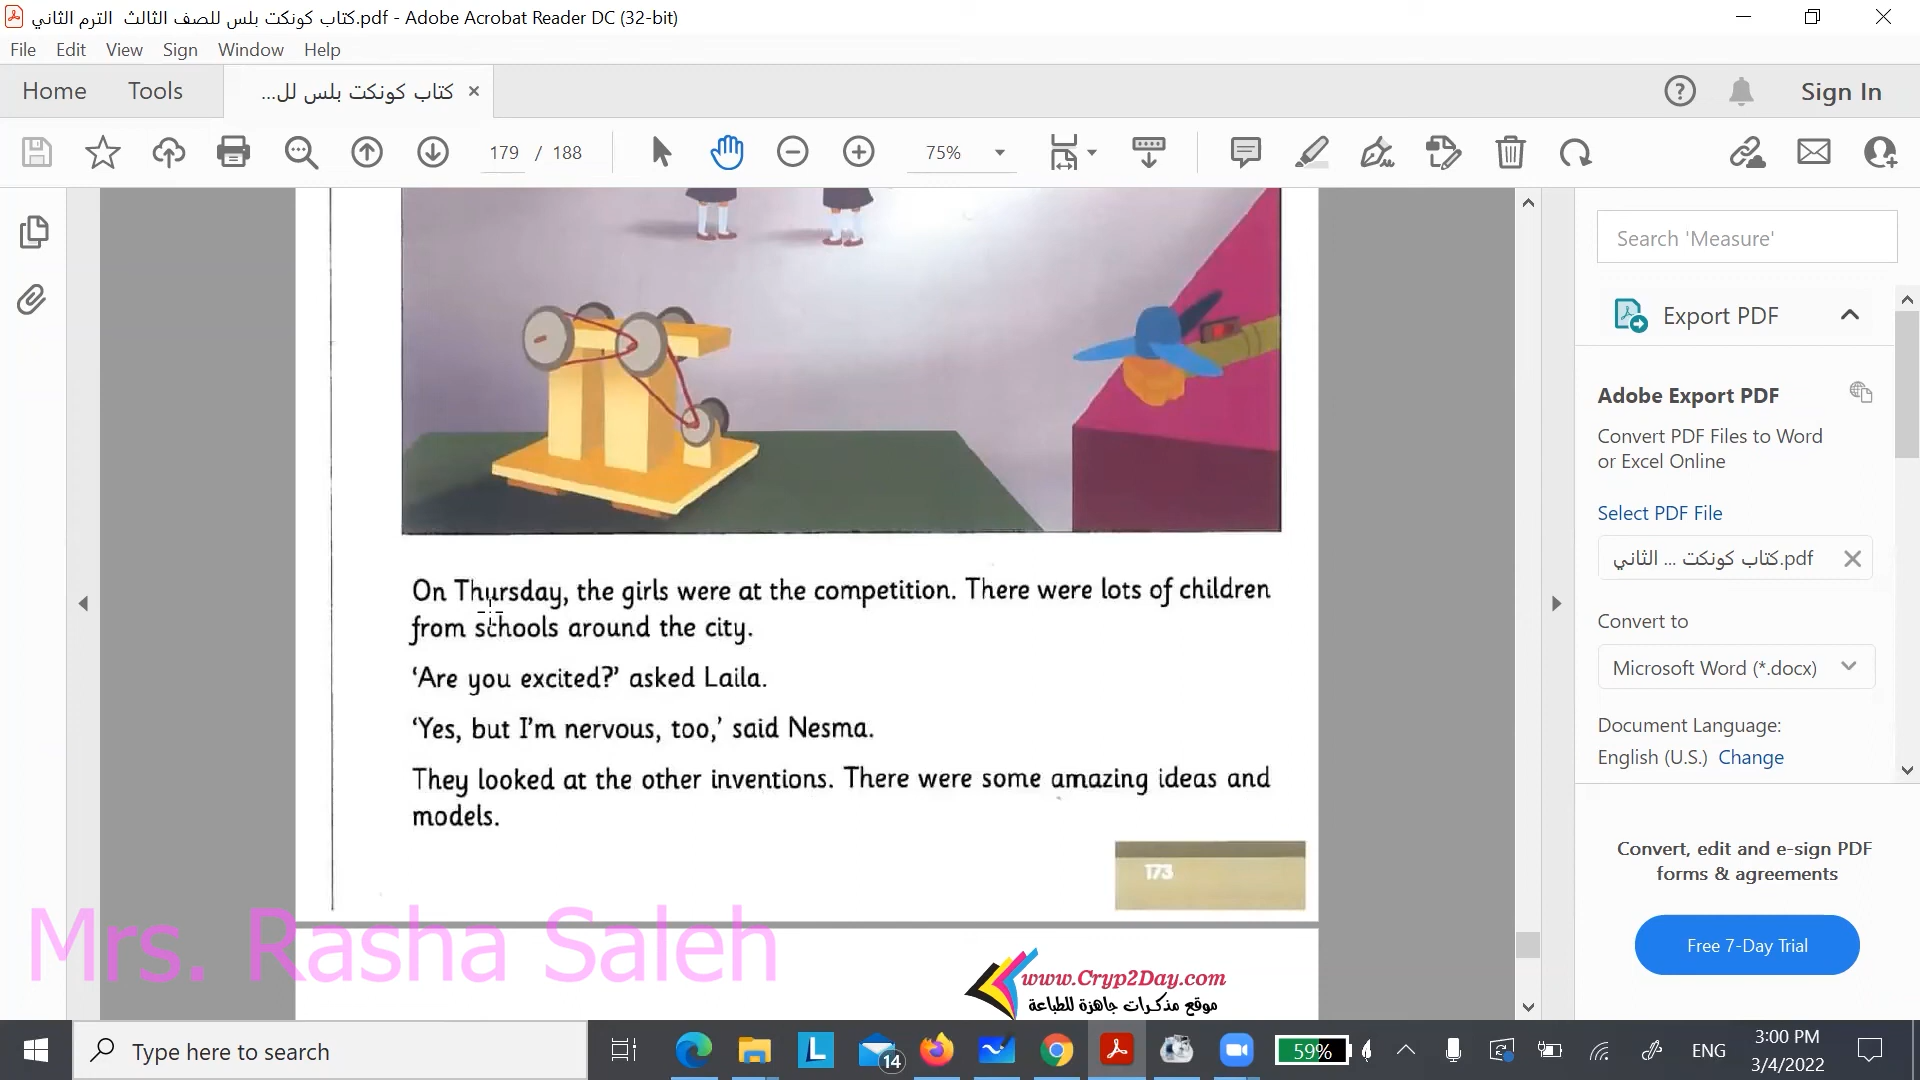 كتاب كونكت بلس للصف الثالث  الترم الثاني.pdf - Adobe Acrobat Reader DC (32-bit)
File Edit View Sign Window Help
Home Tools كتاب كونكت بلس لل... × Sign In
179 / 188 75%
Search 'Measure'
Export PDF
Adobe Export PDF
Convert PDF Files to Word
or Excel Online
Select PDF File
كتاب كونكت ... الثاني.pdf
Convert to
Microsoft Word (*.docx)
Document Language:
English (U.S.) Change
Convert, edit and e-sign PDF
forms & agreements
Free 7-Day Trial
On Thursday, the girls were at the competition. There were lots of children
from schools around the city.
‘Are you excited?’ asked Laila.
‘Yes, but I’m nervous, too,’ said Nesma.
They looked at the other inventions. There were some amazing ideas and
models.
173
Mrs. Rasha Saleh
www.Cryp2Day.com
موقع مذكرات جاهزة للطباعة
Type here to search
14
59%
ENG
3:00 PM
3/4/2022